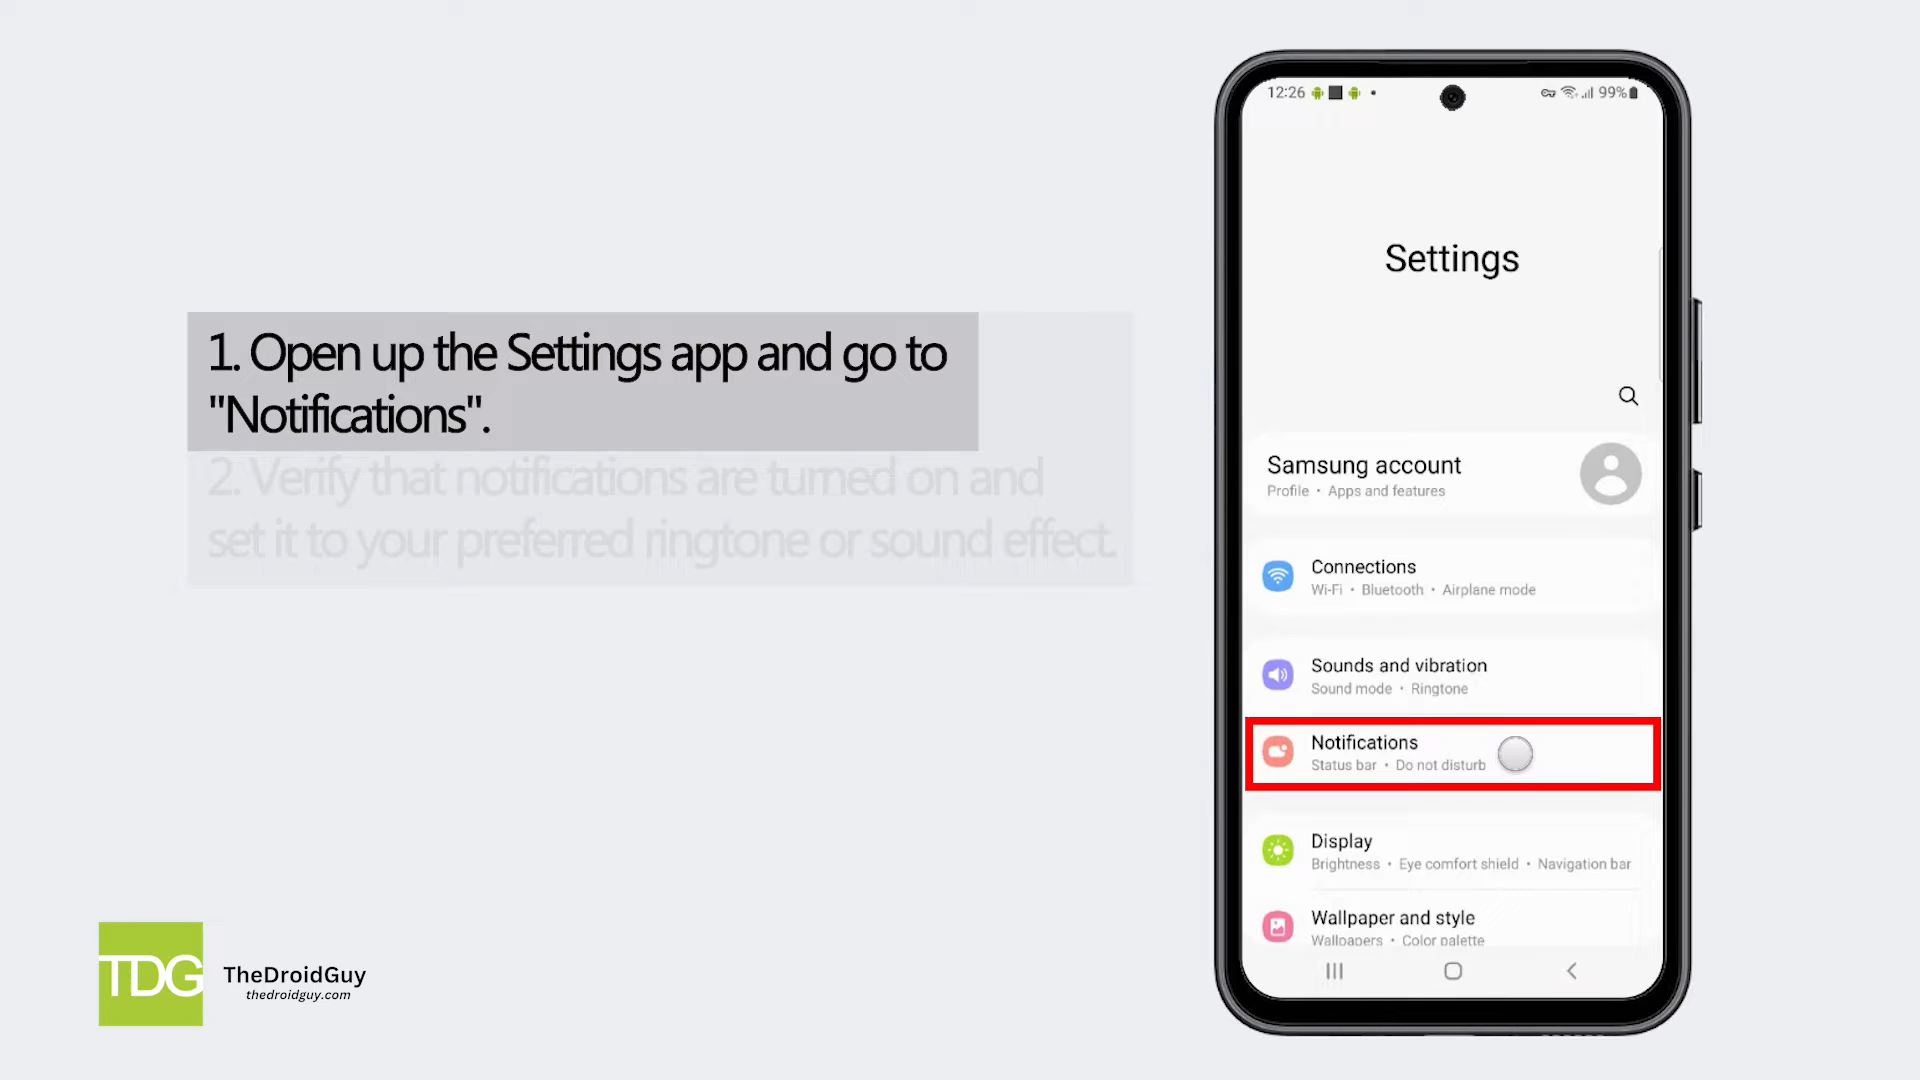 1. Open up the Settings app and go to
"Notifications".
2. Verify that notifications are turned on and
set it to your preferred ringtone or sound effect.
TDG
TheDroidGuy
thedroidguy.com
12:26
99%
Settings
Samsung account
Profile • Apps and features
Connections
Wi-Fi • Bluetooth • Airplane mode
Sounds and vibration
Sound mode • Ringtone
Notifications
Status bar • Do not disturb
Display
Brightness • Eye comfort shield • Navigation bar
Wallpaper and style
Wallpapers • Color palette